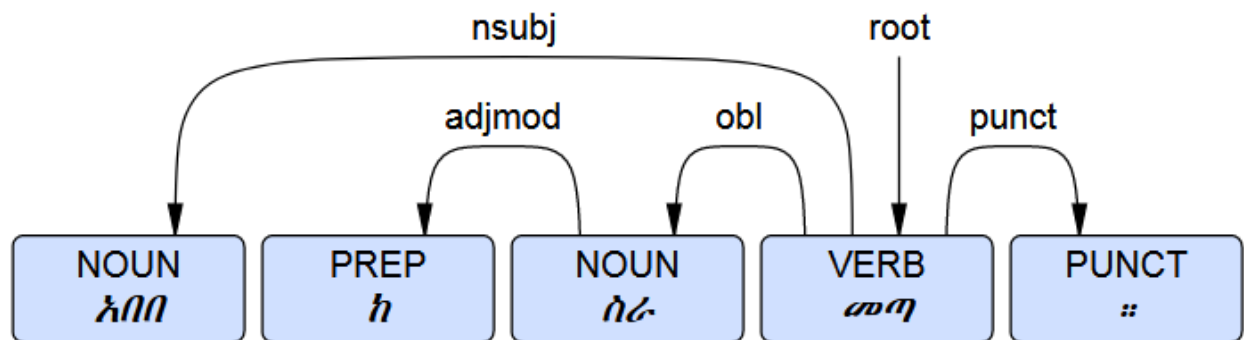 nsubj root
adjmod obl punct
NOUN PREP NOUN VERB PUNCT
አበበ ከ ስራ መጣ ።